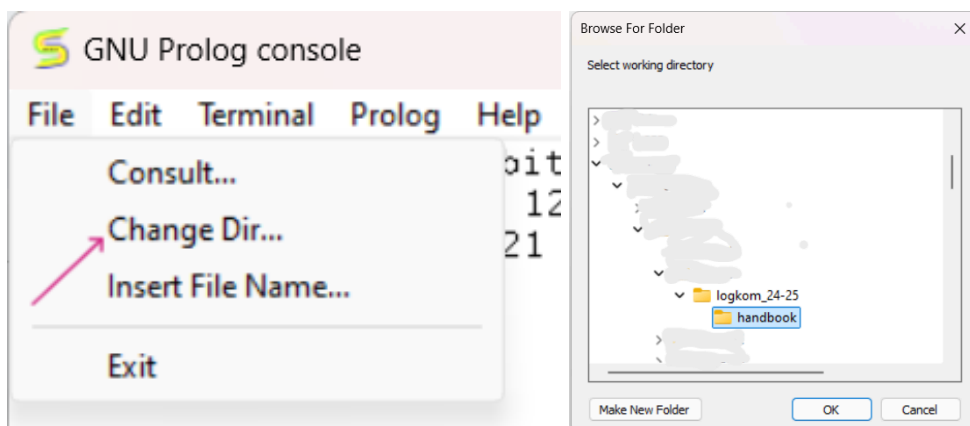 GNU Prolog console
File Edit Terminal Prolog Help
Consult...
Change Dir...
Insert File Name...
Exit
bit
12
21
Browse For Folder
Select working directory
logkom_24-25
handbook
Make New Folder OK Cancel